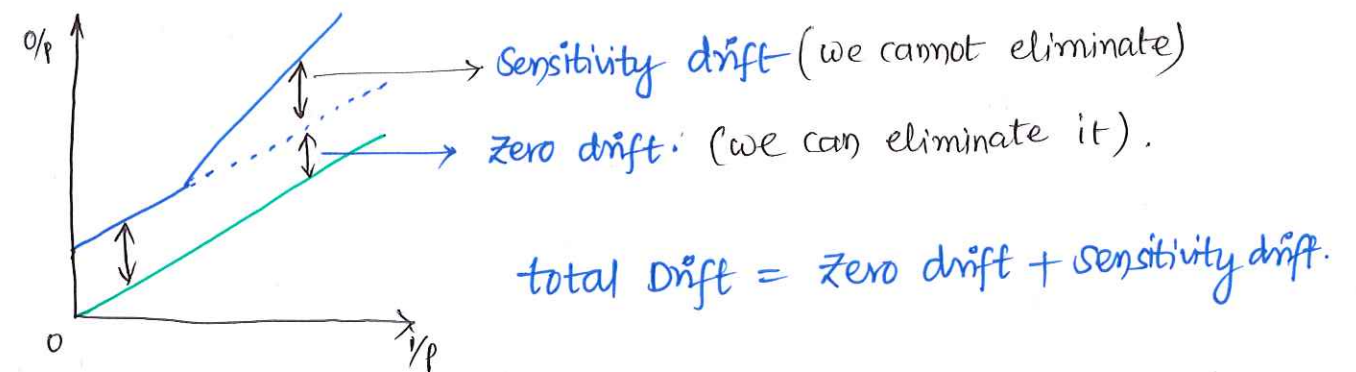 O/p
Sensitivity drift (we cannot eliminate)
Zero drift. (we can eliminate it).
total Drift = Zero drift + Sensitivity drift.
0
i/p